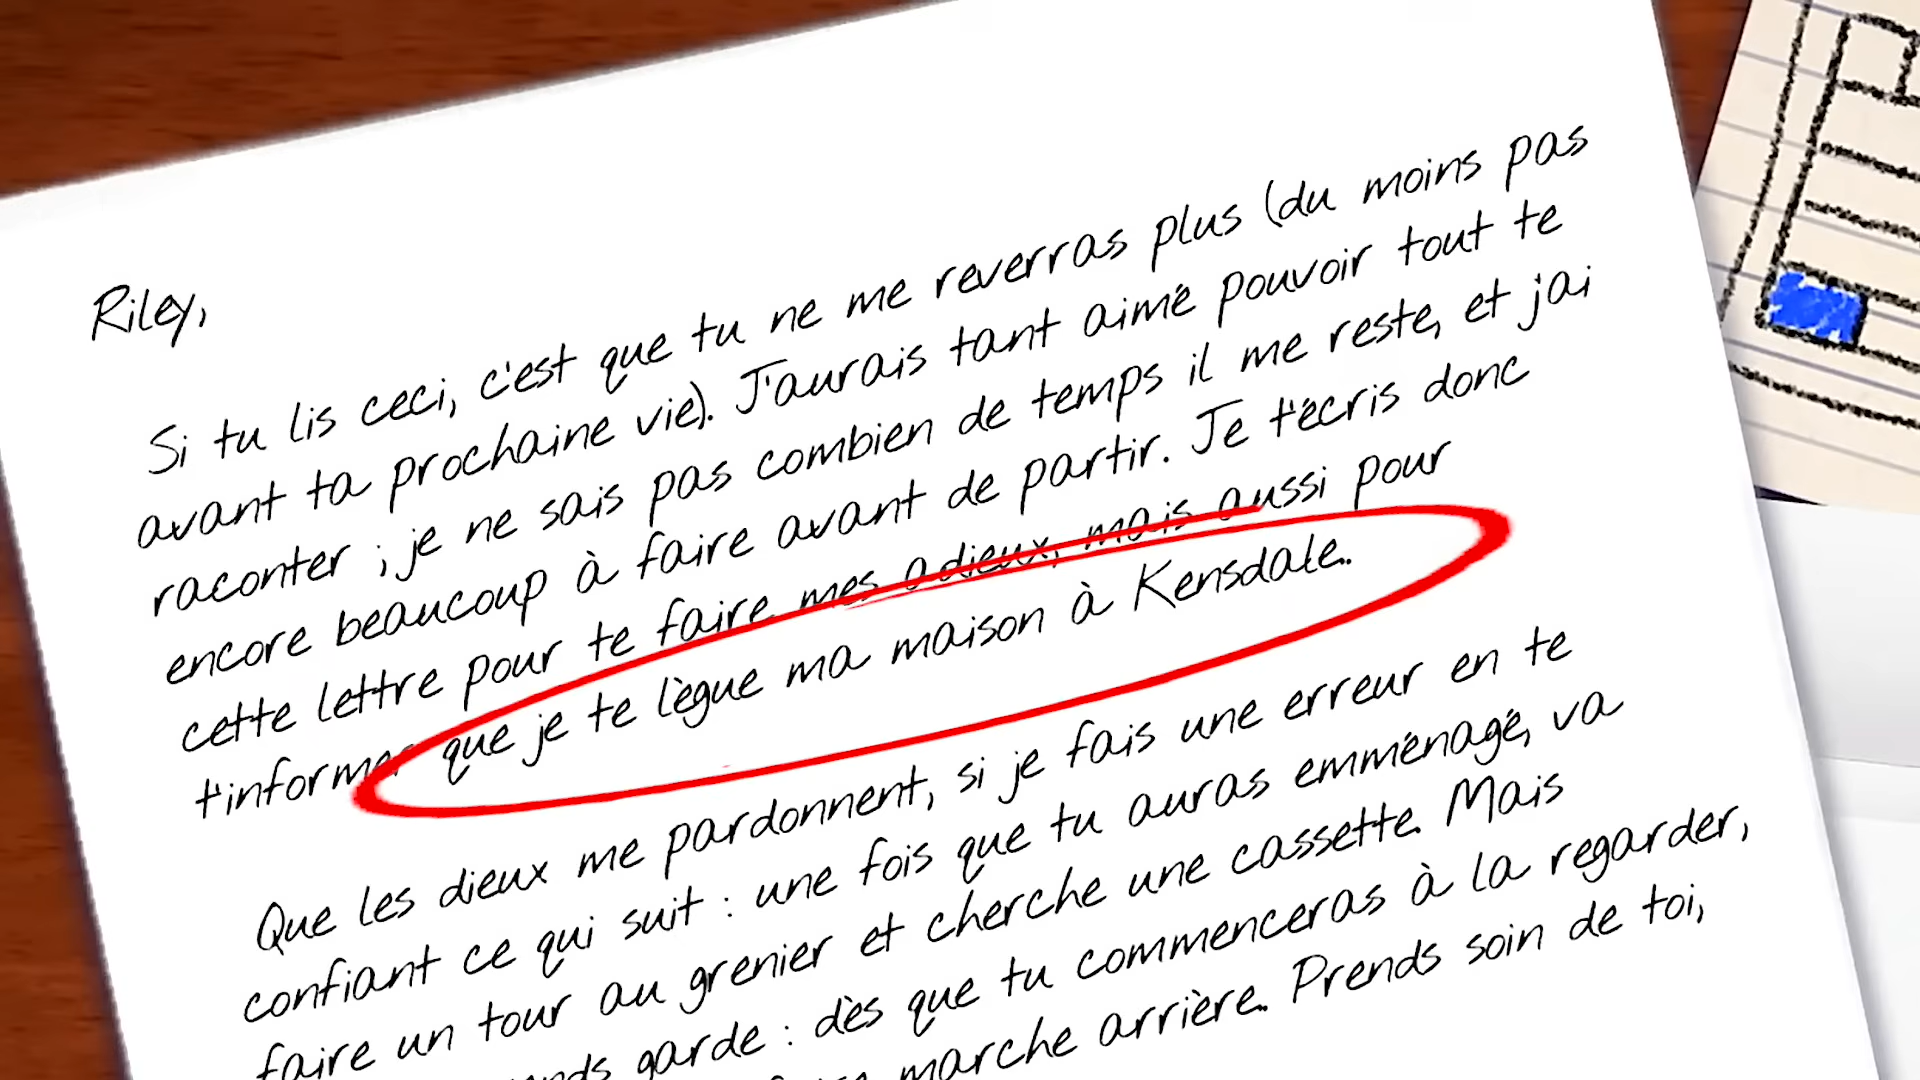 Riley,
Si tu lis ceci, c'est que tu ne me reverras plus (du moins pas
avant ta prochaine vie). J'aurais tant aimé pouvoir tout te
raconter ; je ne sais pas combien de temps il me reste, et j'ai
encore beaucoup à faire avant de partir. Je t'écris donc
cette lettre pour te faire mes adieux, mais aussi pour
t'informer que je te lègue ma maison à Kensdale.
Que les dieux me pardonnent, si je fais une erreur en te
confiant ce qui suit : une fois que tu auras emménagé, va
faire un tour au grenier et cherche une cassette. Mais
garde : dès que tu commenceras à la regarder,
marche arrière. Prends soin de toi,